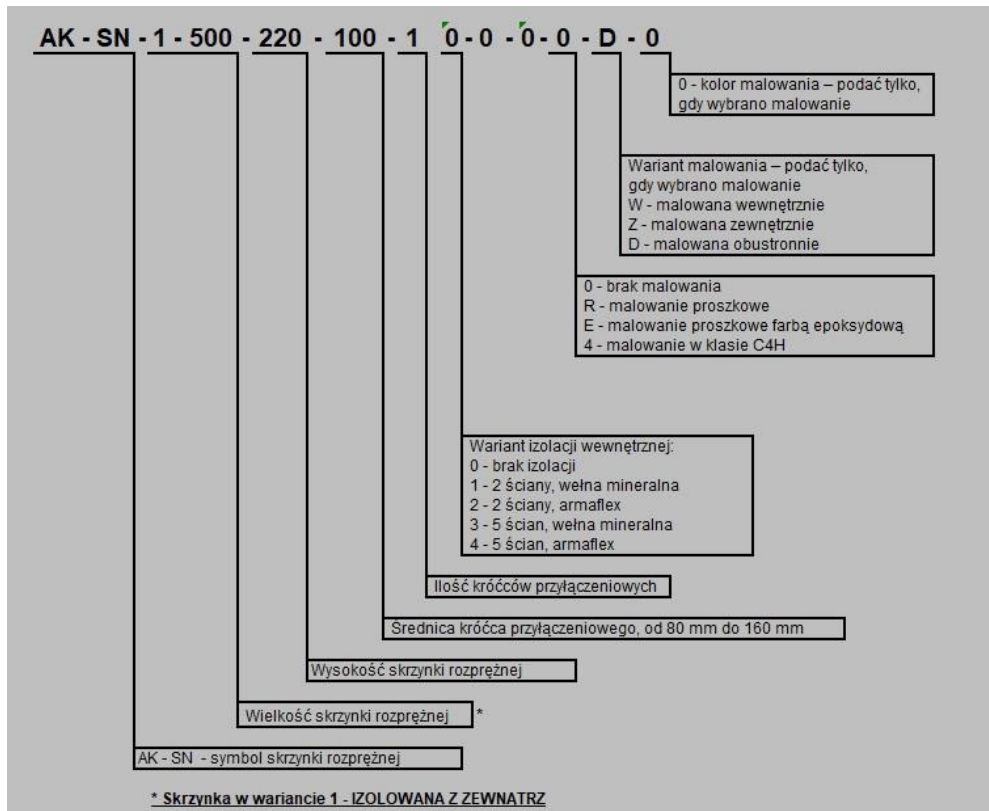 AK - SN - 1 - 500 - 220 - 100 - 1 0 - 0 - 0 - 0 - D - 0
0 - kolor malowania – podać tylko,
gdy wybrano malowanie
Wariant malowania – podać tylko,
gdy wybrano malowanie
W - malowana wewnętrznie
Z - malowana zewnętrznie
D - malowana obustronnie
0 - brak malowania
R - malowanie proszkowe
E - malowanie proszkowe farbą epoksydową
4 - malowanie w klasie C4H
Wariant izolacji wewnętrznej:
0 - brak izolacji
1 - 2 ściany, wełna mineralna
2 - 2 ściany, armaflex
3 - 5 ścian, wełna mineralna
4 - 5 ścian, armaflex
Ilość króćców przyłączeniowych
Średnica króćca przyłączeniowego, od 80 mm do 160 mm
Wysokość skrzynki rozprężnej
Wielkość skrzynki rozprężnej *
AK - SN - symbol skrzynki rozprężnej
* Skrzynka w wariancie 1 - IZOLOWANA Z ZEWNATRZ